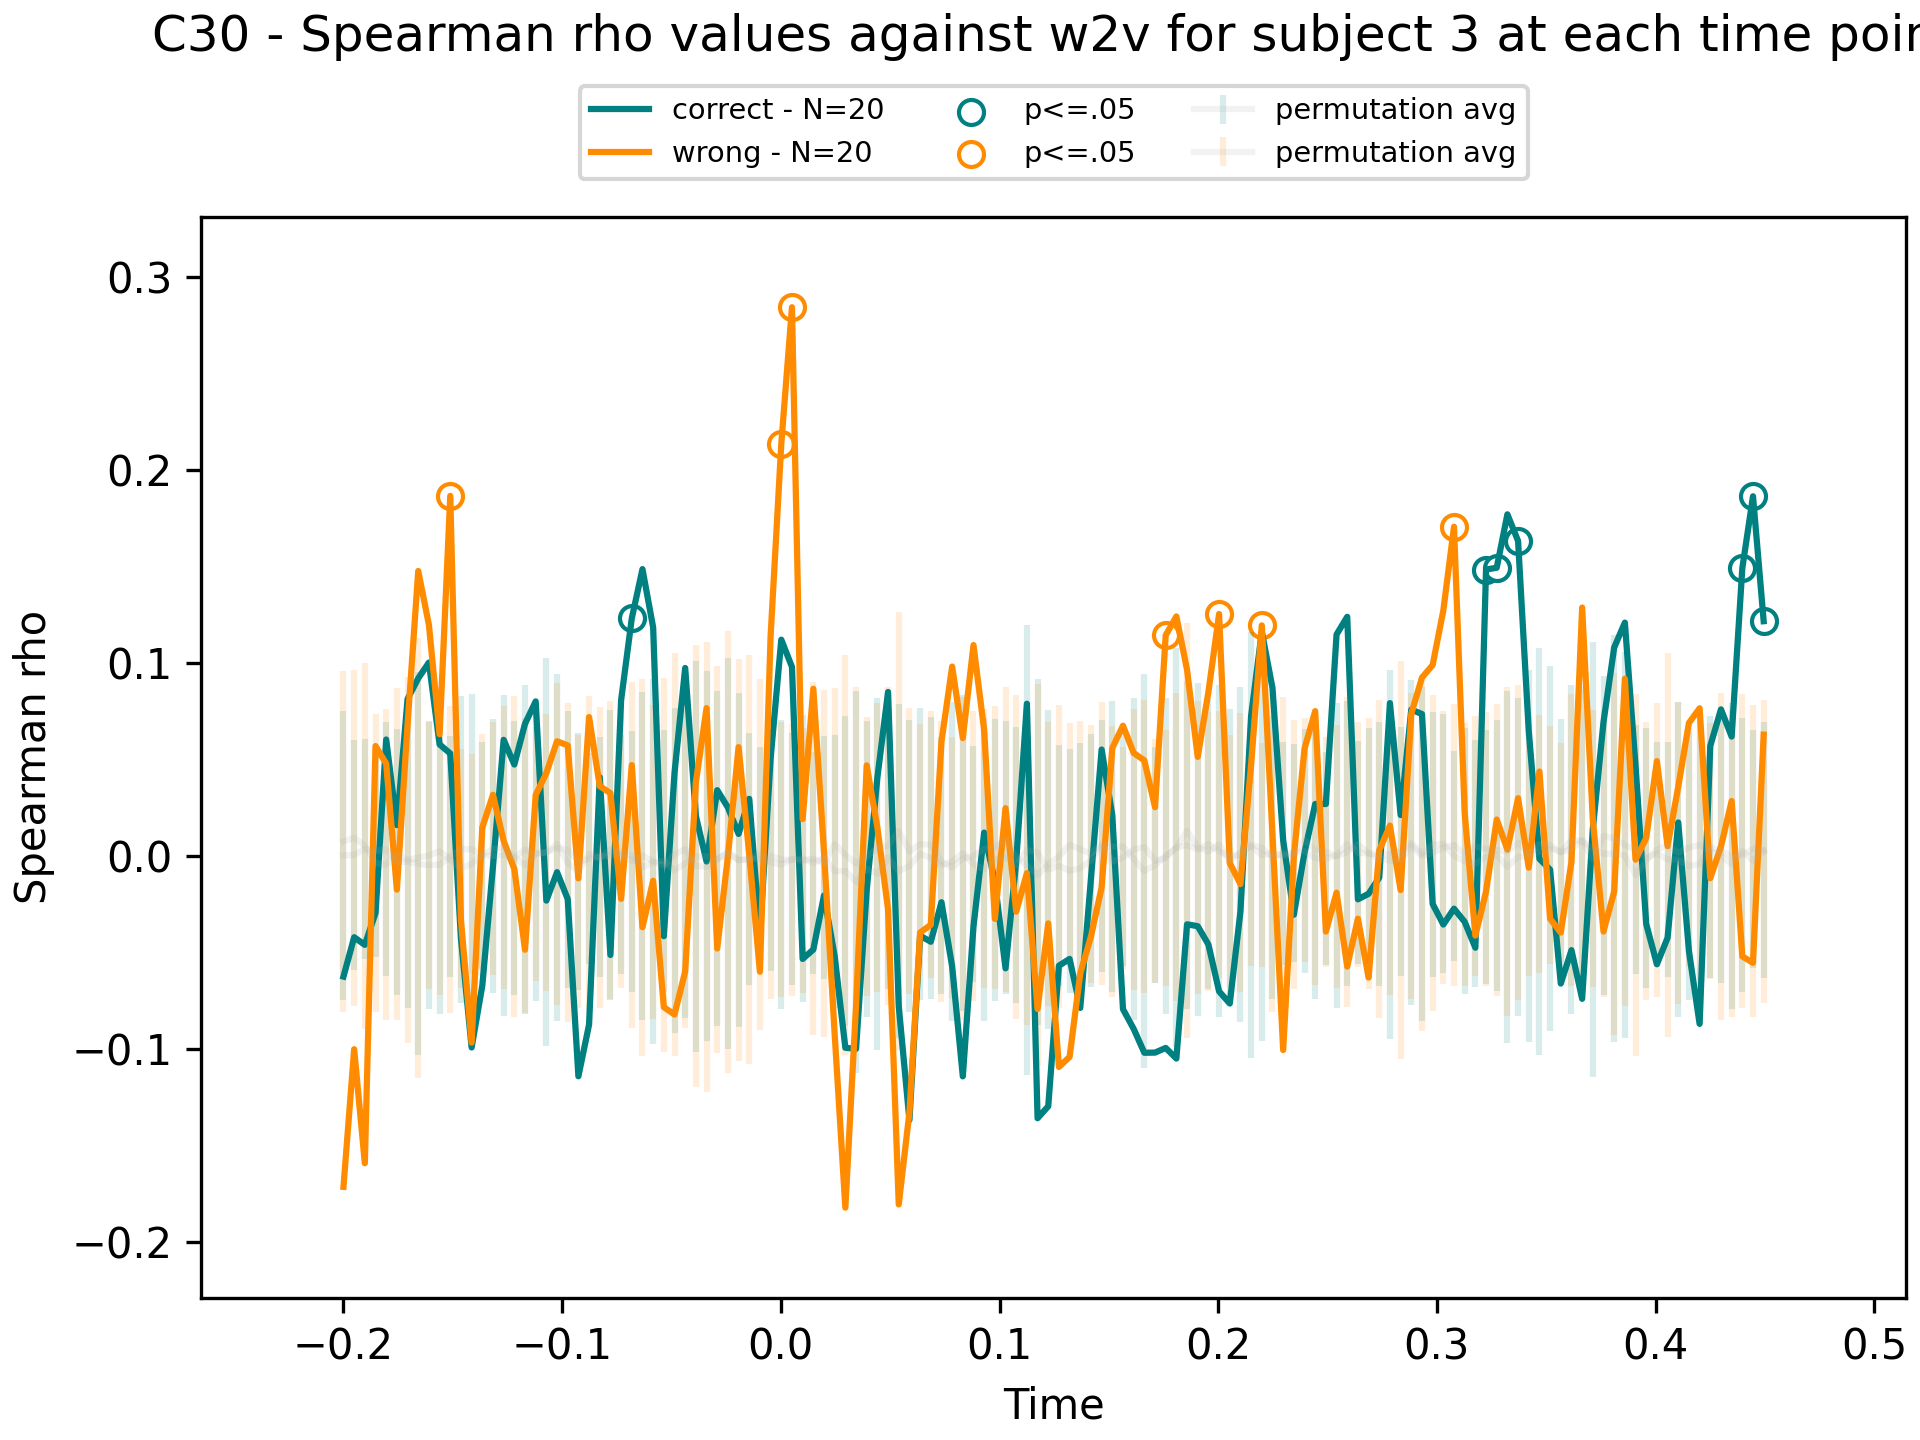 C30 - Spearman rho values against w2v for subject 3 at each time poin
correct - N=20
wrong - N=20
p<=.05
p<=.05
permutation avg
permutation avg
0.3
0.2
0.1
0.0
−0.1
−0.2
Spearman rho
−0.2 −0.1 0.0 0.1 0.2 0.3 0.4 0.5
Time